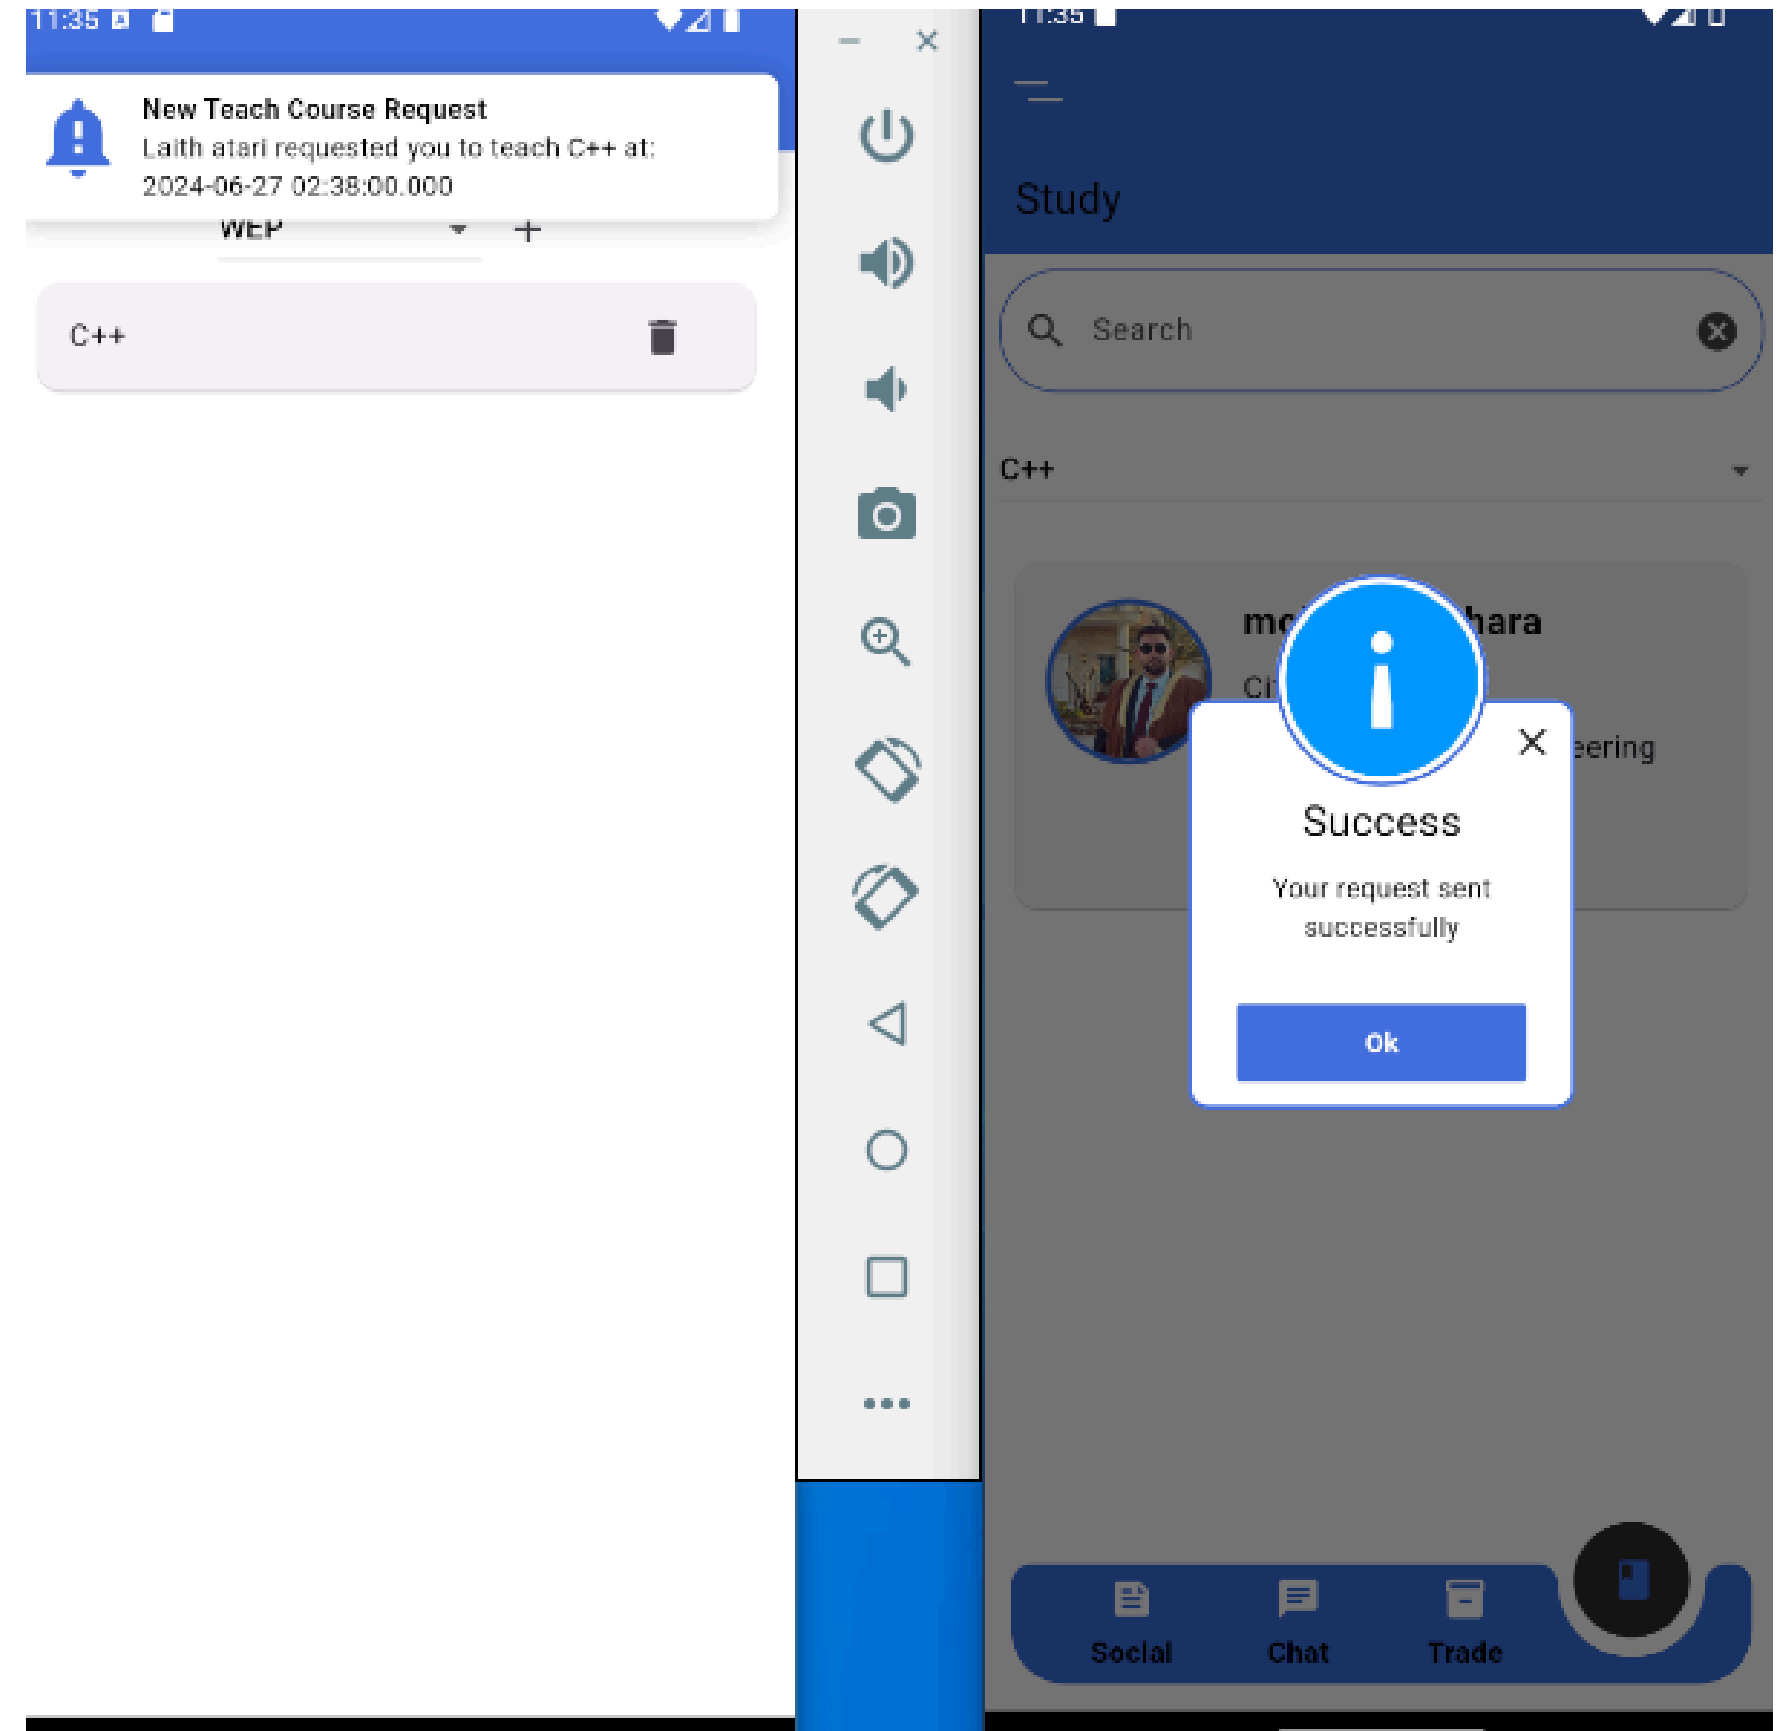 11:35
New Teach Course Request
Laith atari requested you to teach C++ at:
2024-06-27 02:38:00.000
WEP
C++
11:35
Study
Search
C++
hara
eering
Success
Your request sent
successfully
Ok
Social
Chat
Trade